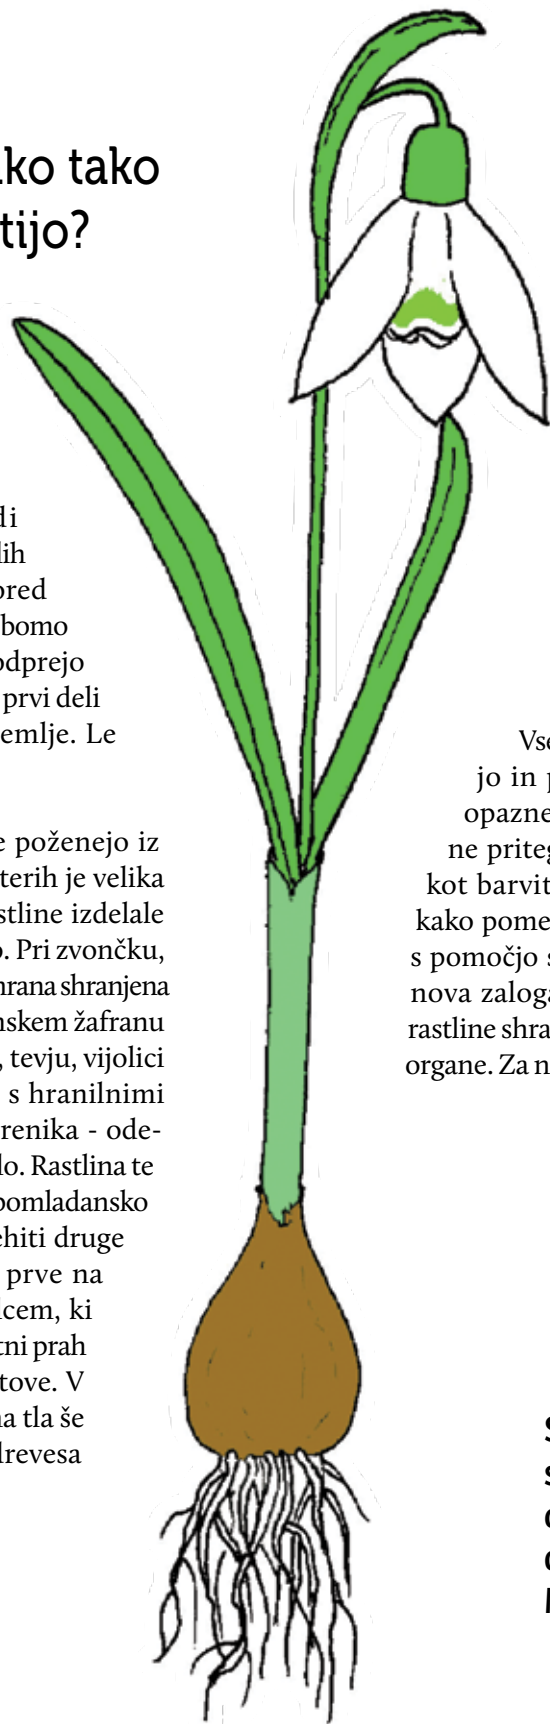 ko tako
tijo?
di
lih
pred
bomo
odprejo
prvi deli
emlje. Le
e poženejo iz
terih je velika
stline izdelale
o. Pri zvončku,
hrana shranjena
nskem žafranu
, tevju, vijolici
s hranilnimi
renika - ode-
lo. Rastlina te
pomladansko
ehiti druge
prve na
lcem, ki
tni prah
tove. V
na tla še
drevesa
Vse
jo in p
opazne
ne priteg
kot barvit
kako pome
s pomočjo s
nova zaloga
rastline shra
organe. Za n